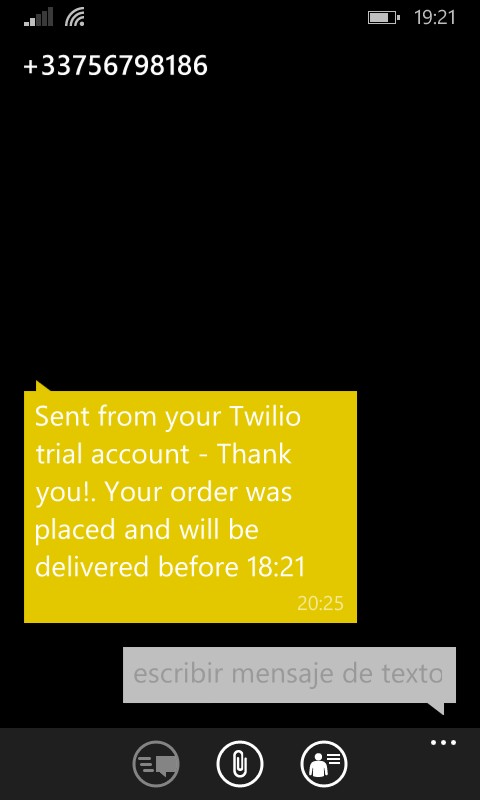 19:21
+33756798186
Sent from your Twilio
trial account - Thank
you!. Your order was
placed and will be
delivered before 18:21
20:25
escribir mensaje de texto